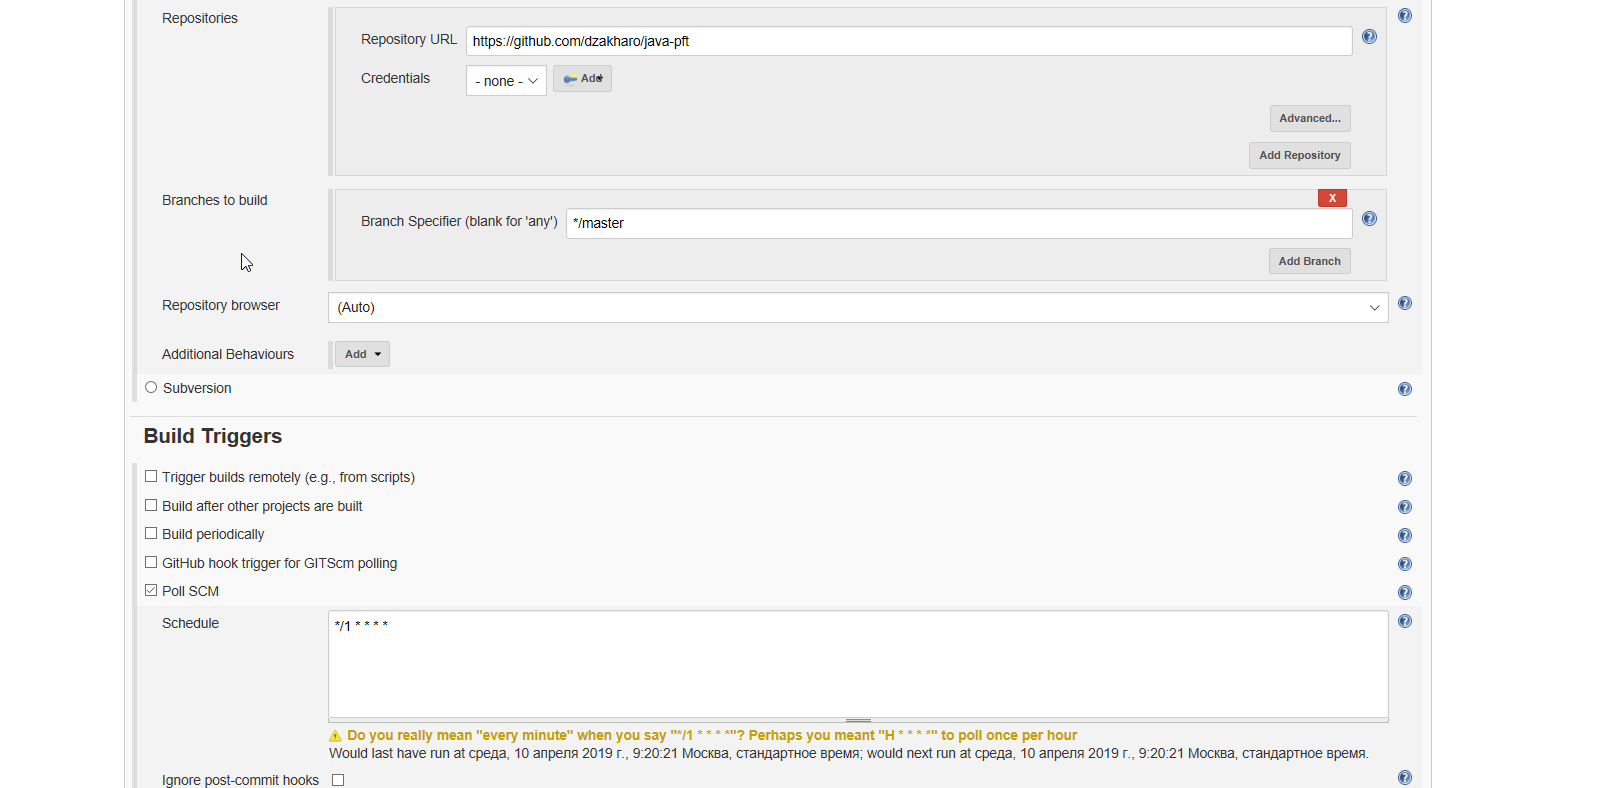 Repositories
Repository URL https://github.com/dzakharo/java-pft
Credentials - none - Add
Advanced...
Add Repository
Branches to build X
Branch Specifier (blank for 'any') */master
Add Branch
Repository browser (Auto)
Additional Behaviours Add
Subversion
Build Triggers
Trigger builds remotely (e.g., from scripts)
Build after other projects are built
Build periodically
GitHub hook trigger for GITScm polling
Poll SCM
Schedule */1 * * * *
Do you really mean "every minute" when you say "*/1 * * * *"? Perhaps you meant "H * * * *" to poll once per hour
Would last have run at среда, 10 апреля 2019 г., 9:20:21 Москва, стандартное время; would next run at среда, 10 апреля 2019 г., 9:20:21 Москва, стандартное время.
Ignore post-commit hooks